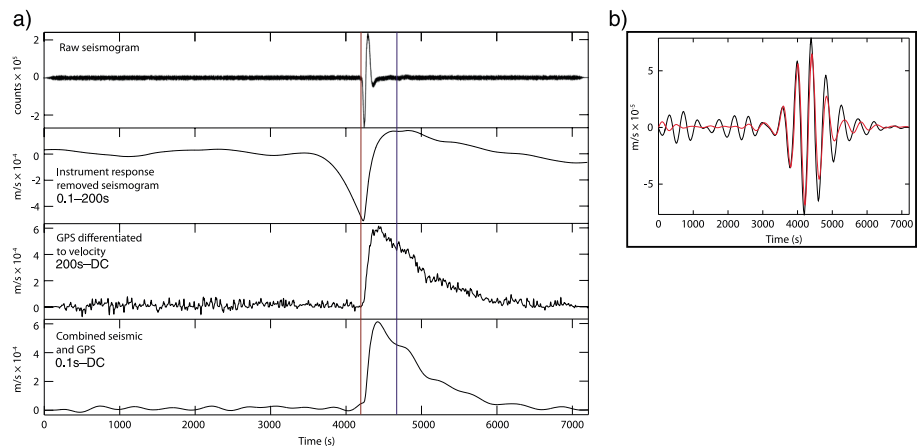 a)
Raw seismogram
counts × 10⁵
2
0
-2
Instrument response
removed seismogram
0.1–200s
m/s × 10⁻⁴
0
-2
-4
GPS differentiated
to velocity
200s–DC
m/s × 10⁻⁴
6
4
2
0
Combined seismic
and GPS
0.1s–DC
m/s × 10⁻⁴
6
4
2
0
0 1000 2000 3000 4000 5000 6000 7000
Time (s)
b)
m/s × 10⁻⁵
5
0
-5
0 1000 2000 3000 4000 5000 6000 7000
Time (s)